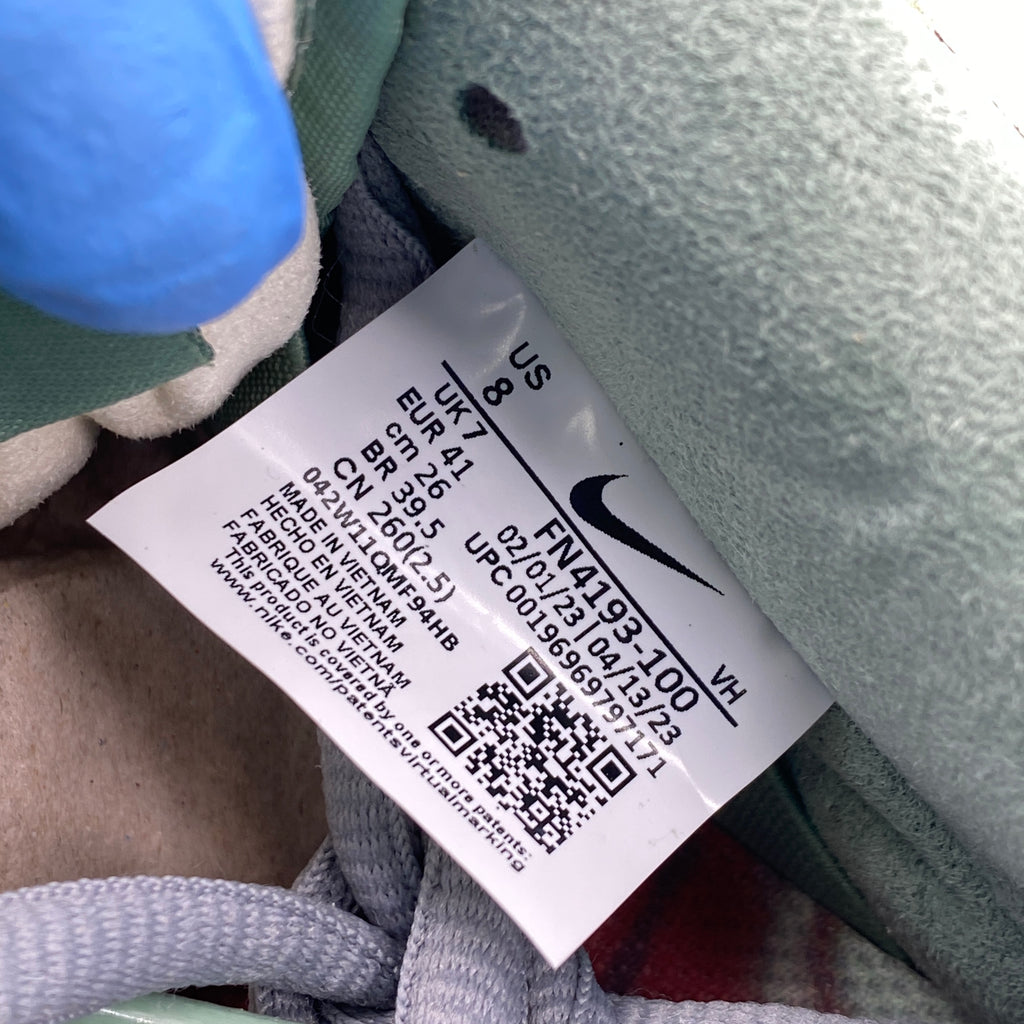 US
8
UK 7
EUR 41
cm 26
BR 39.5
CN 260(2.5)
042W11QMF94HB
MADE IN VIETNAM
HECHO EN VIETNAM
FABRIQUE AU VIETNAM
FABRICADO NO VIETNÃ
This product is covered by one or more patents:
www.nike.com/patentsvirtualmarking
VH
FN4193-100
02/01/23 | 04/13/23
UPC 00196969797171